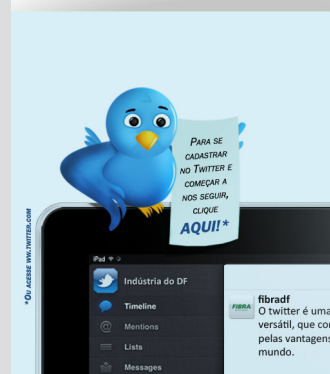 PARA SE
CADASTRAR
NO TWITTER E
COMEÇAR A
NOS SEGUIR,
CLIQUE
AQUI!*
*OU ACESSE WW.TWITTER.COM
iPad
Indústria do DF
Timeline
Mentions
Lists
Messages
FIBRA
fibradf
O twitter é uma
versátil, que co
pelas vantagens
mundo.